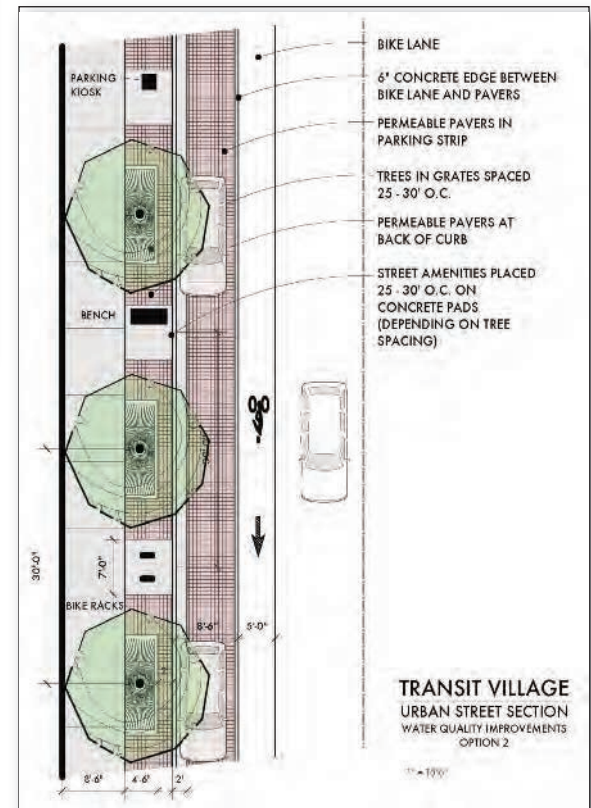 PARKING
KIOSK
BIKE LANE
6" CONCRETE EDGE BETWEEN
BIKE LANE AND PAVERS
PERMEABLE PAVERS IN
PARKING STRIP
TREES IN GRATES SPACED
25 - 30' O.C.
PERMEABLE PAVERS AT
BACK OF CURB
STREET AMENITIES PLACED
25 - 30' O.C. ON
CONCRETE PADS
(DEPENDING ON TREE
SPACING)
BENCH
30'-0"
7'-0"
BIKE RACKS
8'-6"
5'-0"
8'-6"
4'-6"
2'
TRANSIT VILLAGE
URBAN STREET SECTION
WATER QUALITY IMPROVEMENTS
OPTION 2